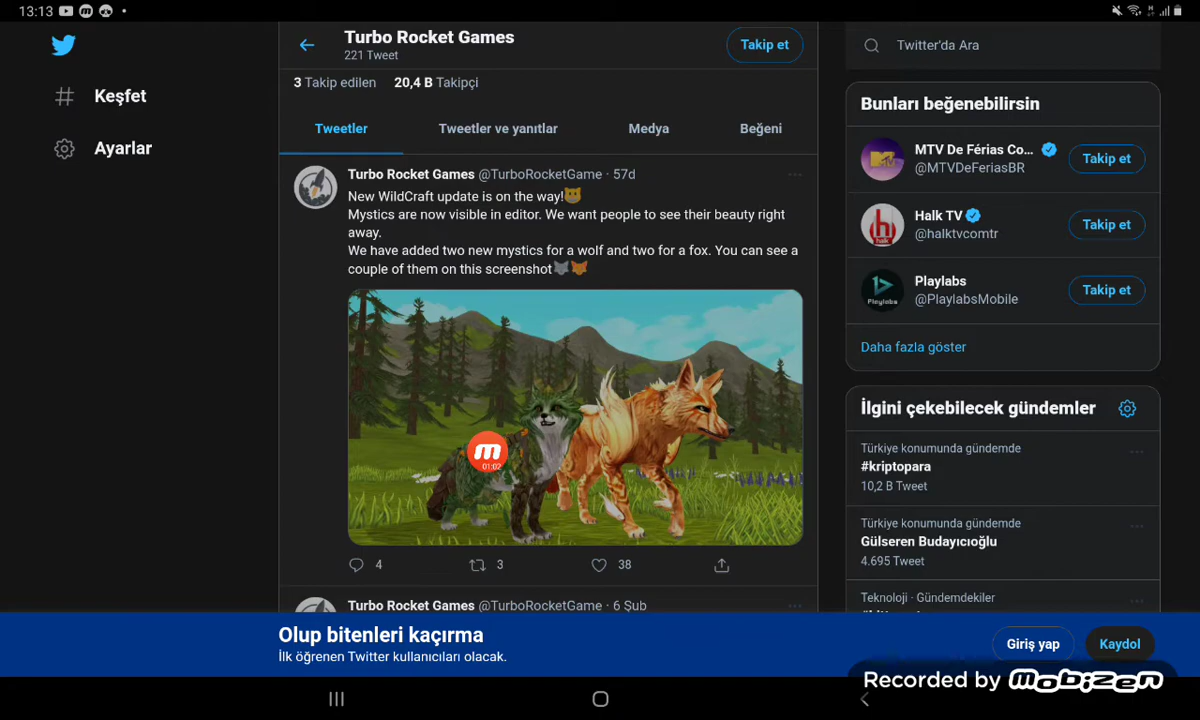 13:13
Turbo Rocket Games
221 Tweet
Takip et
Twitter'da Ara
Keşfet
Ayarlar
3 Takip edilen 20,4 B Takipçi
Tweetler Tweetler ve yanıtlar Medya Beğeni
Turbo Rocket Games @TurboRocketGame · 57d
New WildCraft update is on the way!
Mystics are now visible in editor. We want people to see their beauty right
away.
We have added two new mystics for a wolf and two for a fox. You can see a
couple of them on this screenshot
m
01:02
4 3 38
Turbo Rocket Games @TurboRocketGame · 6 Şub
Bunları beğenebilirsin
MTV De Férias Co...
@MTVDeFeriasBR
Takip et
Halk TV
@halktvcomtr
Takip et
Playlabs
@PlaylabsMobile
Takip et
Daha fazla göster
İlgini çekebilecek gündemler
Türkiye konumunda gündemde
#kriptopara
10,2 B Tweet
Türkiye konumunda gündemde
Gülseren Budayıcıoğlu
4.695 Tweet
Teknoloji · Gündemdekiler
Olup bitenleri kaçırma
İlk öğrenen Twitter kullanıcıları olacak.
Giriş yap
Kaydol
Recorded by mobizen